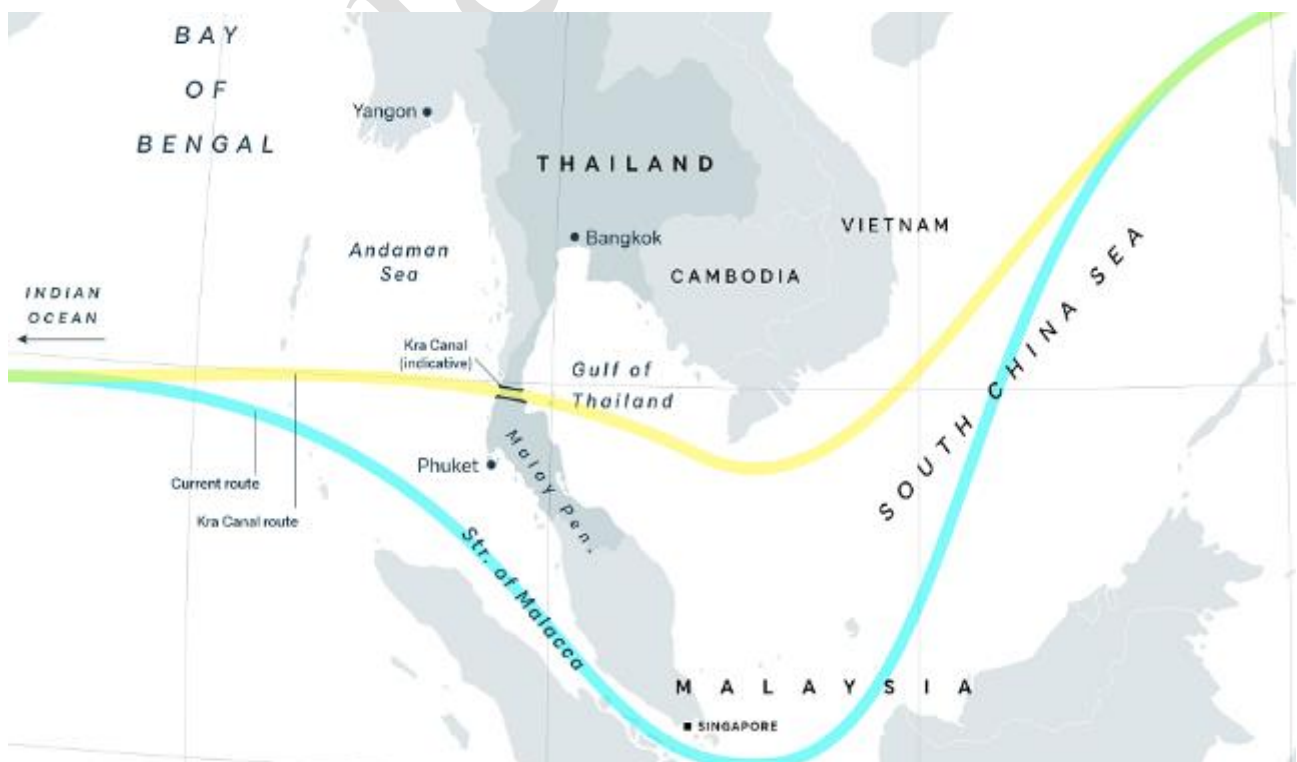 BAY
OF
BENGAL
Yangon
THAILAND
Bangkok
VIETNAM
CAMBODIA
Andaman
Sea
INDIAN
OCEAN
Kra Canal
(indicative)
Gulf of
Thailand
SOUTH CHINA SEA
Phuket
Malay Pen.
Current route
Kra Canal route
Str. of Malacca
MALAYSIA
SINGAPORE